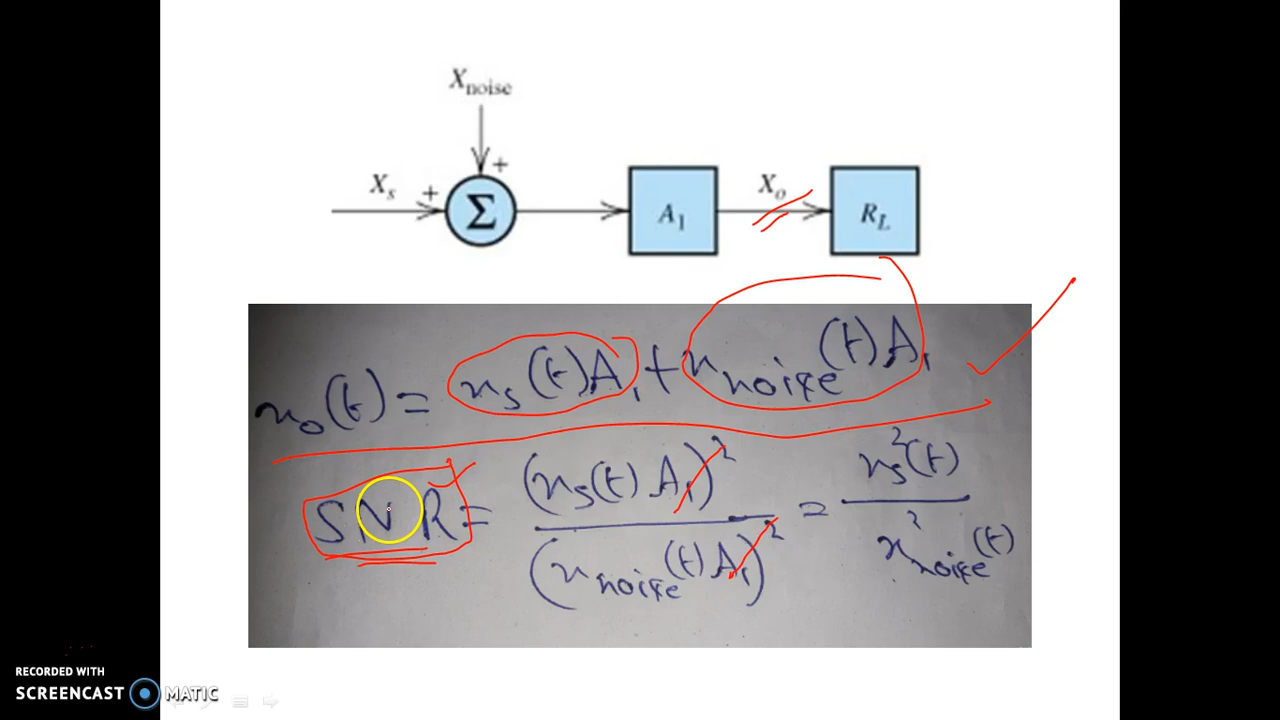 X_noise
X_s + +
Σ A_1 X_o R_L
x_o(t) = x_s(t)A_1 + x_noise(t)A_1
SNR = (x_s(t) A_1)^2 / (x_noise(t) A_1)^2 = x_s^2(t) / x_noise^2(t)
RECORDED WITH
SCREENCAST MATIC